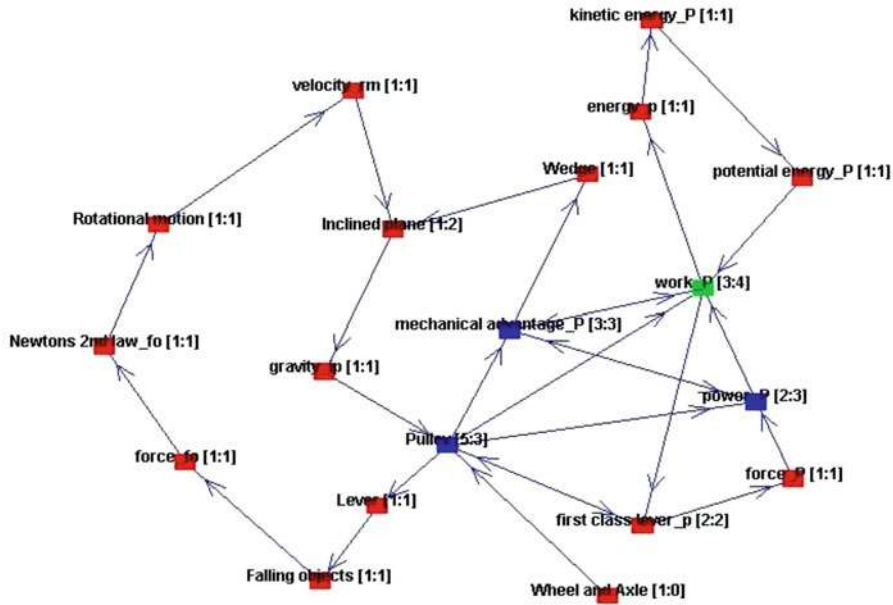 kinetic energy_P [1:1]
velocity_rm [1:1]
energy_p [1:1]
Wedge [1:1]
potential energy_P [1:1]
Rotational motion [1:1]
Inclined plane [1:2]
work_P [3:4]
mechanical advantage_P [3:3]
Newtons 2nd law_fo [1:1]
gravity_ip [1:1]
power_P [2:3]
Pulley [5:3]
force_fo [1:1]
force_P [1:1]
Lever [1:1]
first class lever_p [2:2]
Falling objects [1:1]
Wheel and Axle [1:0]